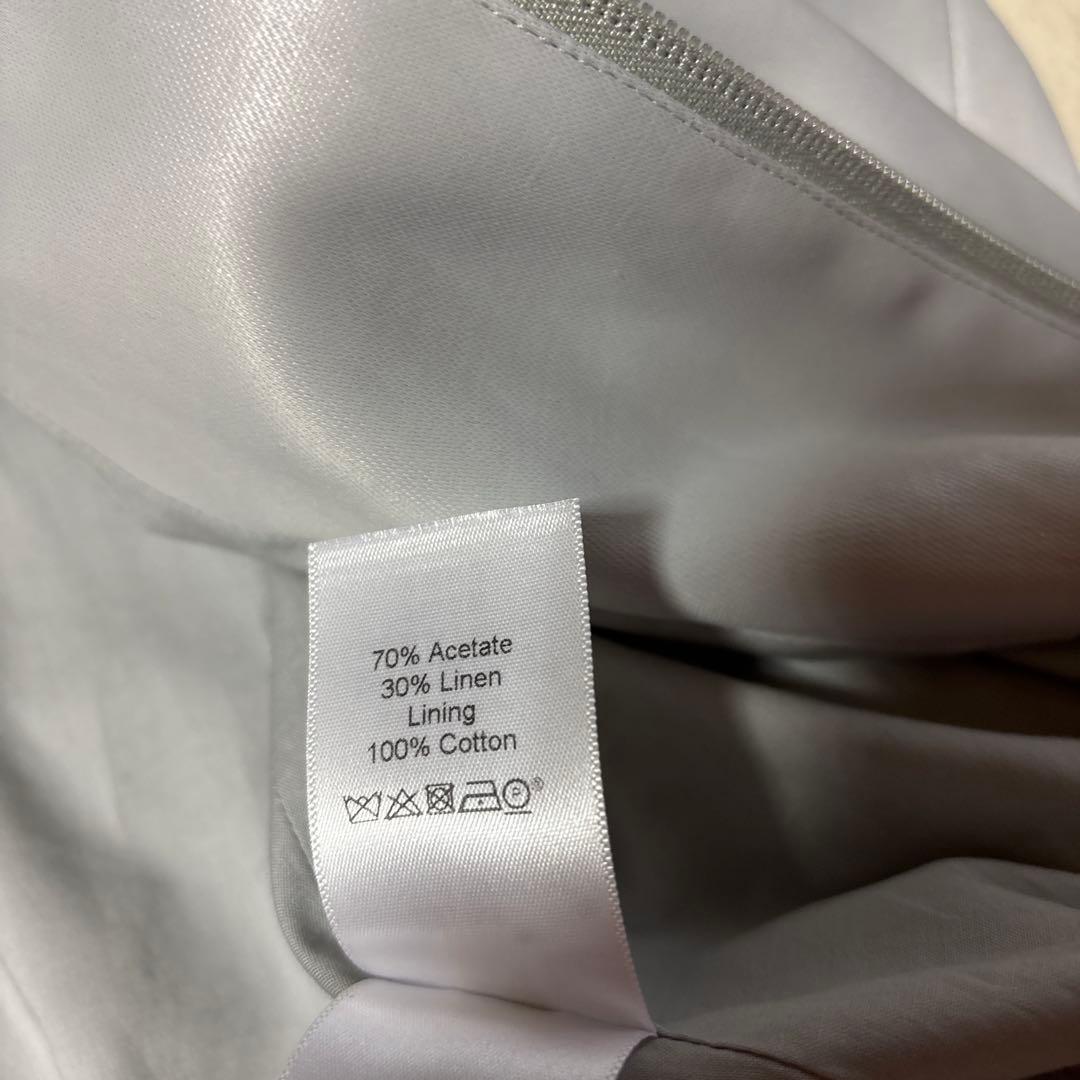 70% Acetate
30% Linen
Lining
100% Cotton
P